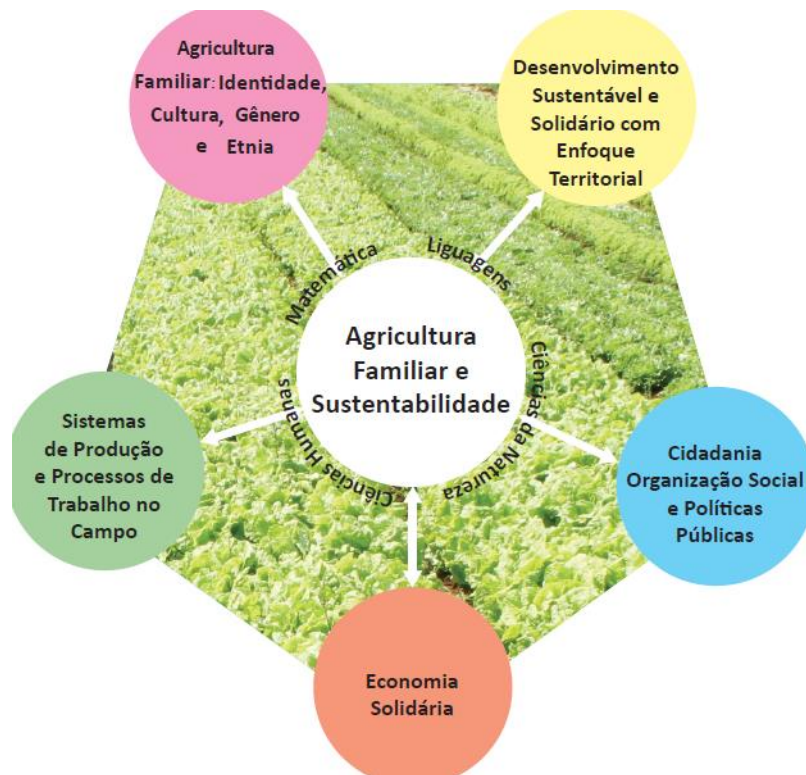 Agricultura
Familiar: Identidade,
Cultura, Gênero
e Etnia
Desenvolvimento
Sustentável e
Solidário com
Enfoque
Territorial
Matemática
Liguagens
Agricultura
Familiar e
Sustentabilidade
Ciências da Natureza
Ciências Humanas
Sistemas
de Produção
e Processos de
Trabalho no
Campo
Cidadania
Organização Social
e Políticas
Públicas
Economia
Solidária